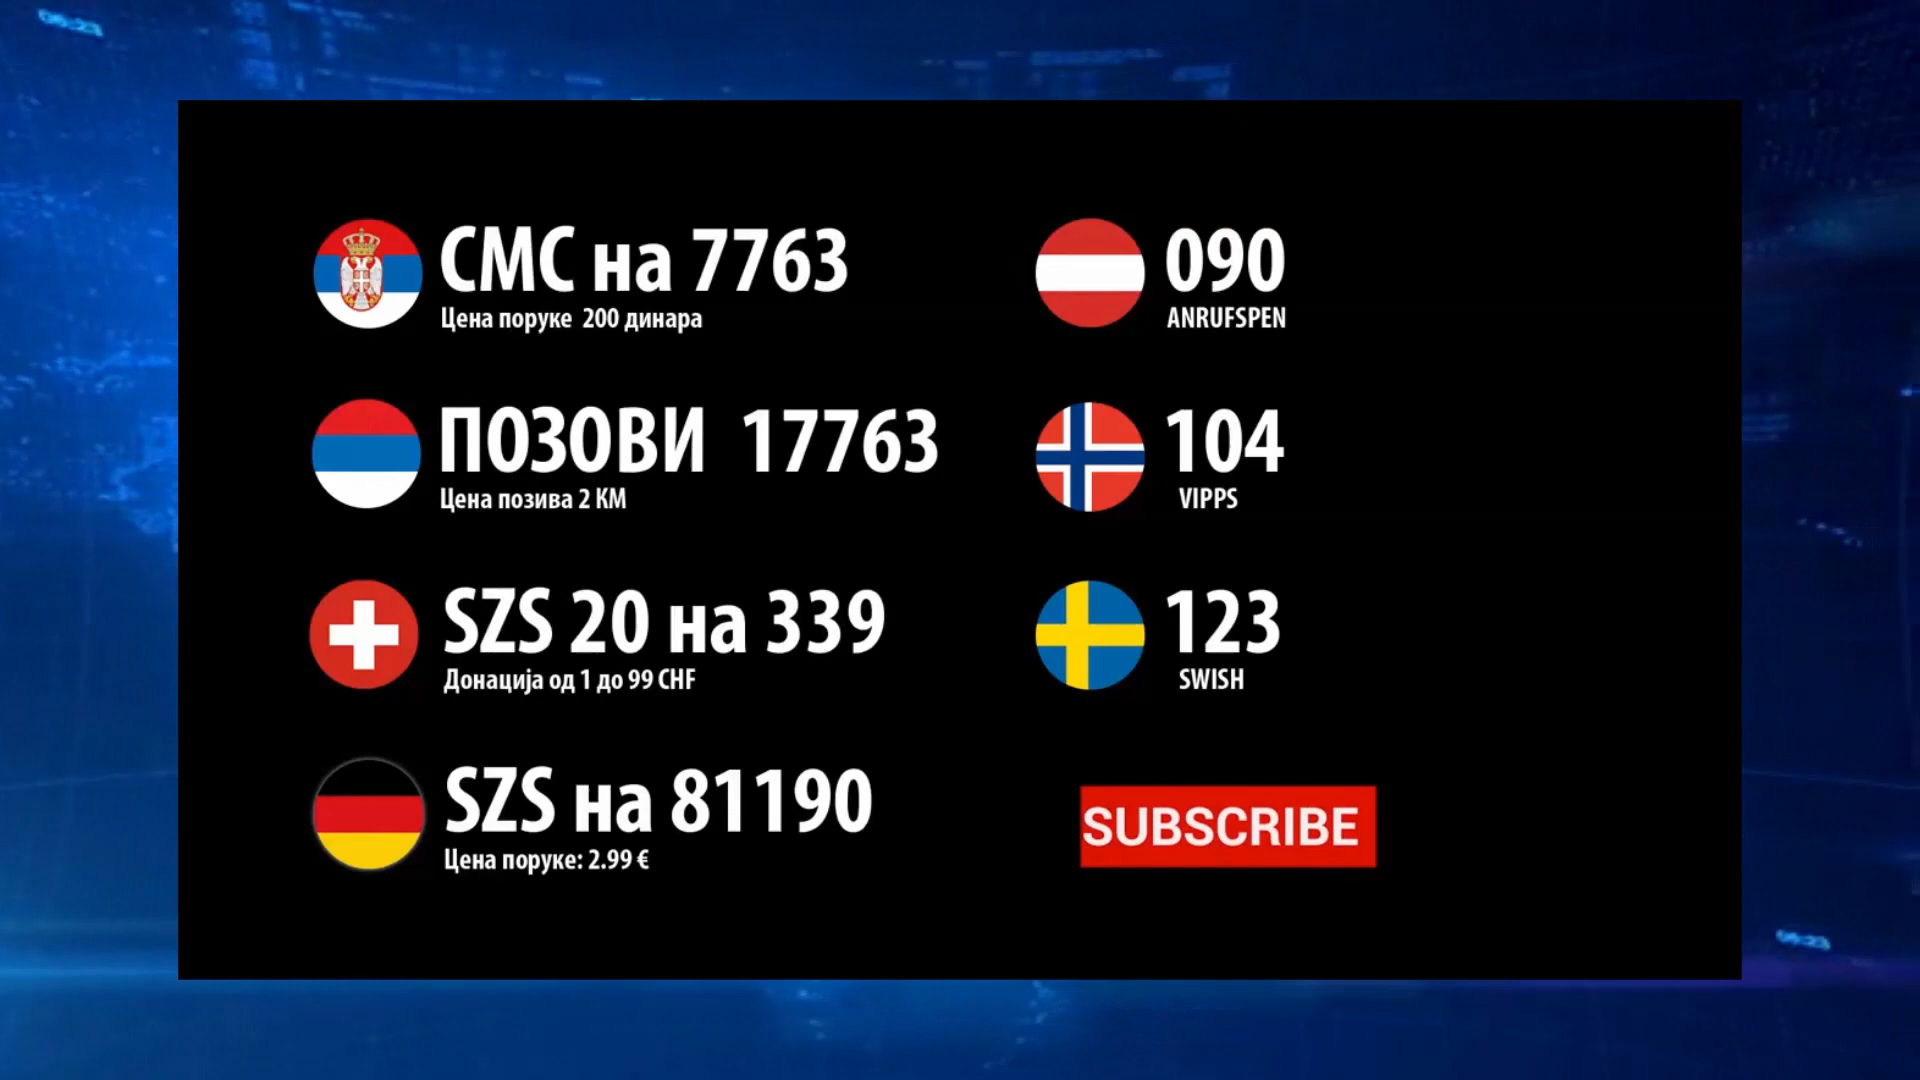 СМС на 7763
Цена поруке 200 динара
ПОЗОВИ 17763
Цена позива 2 КМ
SZS 20 на 339
Донација од 1 до 99 CHF
SZS на 81190
Цена поруке: 2.99 €
090
ANRUFSPEN
104
VIPPS
123
SWISH
SUBSCRIBE